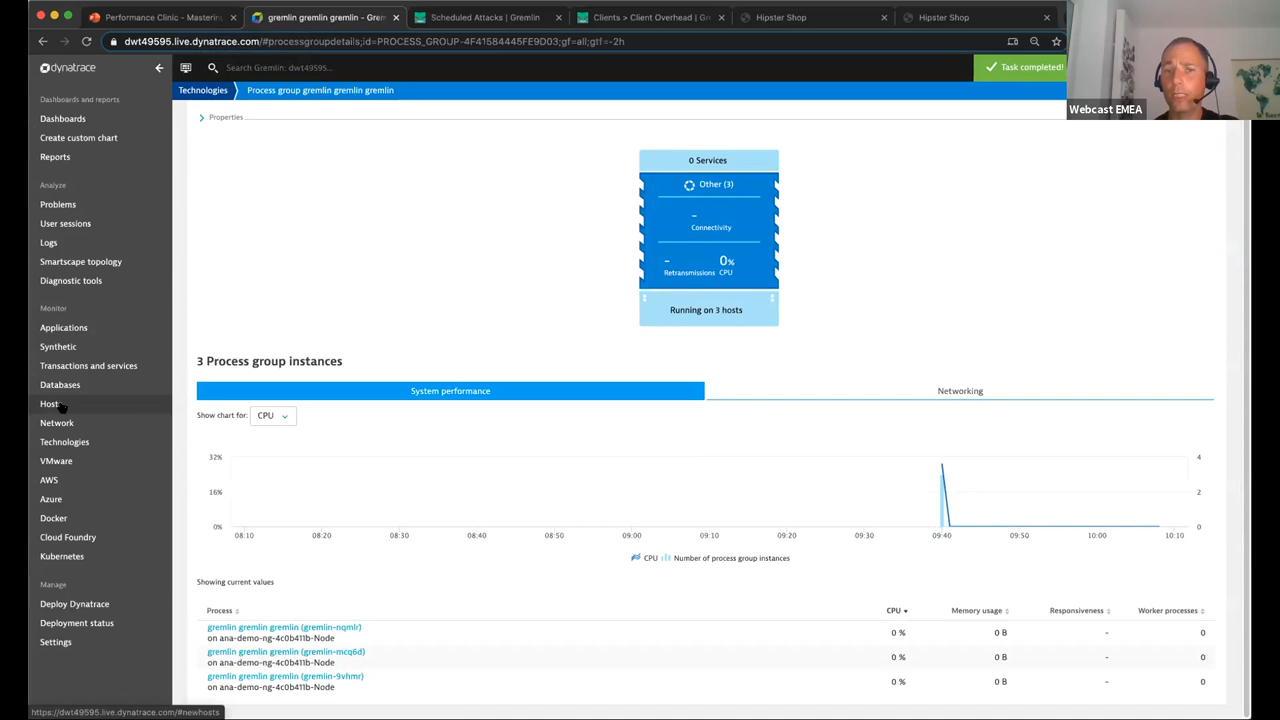 Performance Clinic - Masterin
gremlin gremlin gremlin - Grem
Scheduled Attacks | Gremlin
Clients > Client Overhead | Gr
Hipster Shop
Hipster Shop
dwt49595.live.dynatrace.com/#processgroupdetails;id=PROCESS_GROUP-4F41584445FE9D03;gf=all;gtf=-2h
dynatrace
Search Gremlin: dwt49595...
Task completed!
Technologies
Process group gremlin gremlin gremlin
Webcast EMEA
Dashboards and reports
Dashboards
Create custom chart
Reports
Analyze
Problems
User sessions
Logs
Smartscape topology
Diagnostic tools
Monitor
Applications
Synthetic
Transactions and services
Databases
Hosts
Network
Technologies
VMware
AWS
Azure
Docker
Cloud Foundry
Kubernetes
Manage
Deploy Dynatrace
Deployment status
Settings
Properties
0 Services
Other (3)
-
Connectivity
- 0%
Retransmissions CPU
Running on 3 hosts
3 Process group instances
System performance
Networking
Show chart for: CPU
32% 4
16% 2
0% 0
08:10 08:20 08:30 08:40 08:50 09:00 09:10 09:20 09:30 09:40 09:50 10:00 10:10
CPU Number of process group instances
Showing current values
Process CPU Memory usage Responsiveness Worker processes
gremlin gremlin gremlin (gremlin-nqmlr)
on ana-demo-ng-4c0b411b-Node
0 % 0 B - 0
gremlin gremlin gremlin (gremlin-mcq6d)
on ana-demo-ng-4c0b411b-Node
0 % 0 B - 0
gremlin gremlin gremlin (gremlin-9vhmr)
on ana-demo-ng-4c0b411b-Node
0 % 0 B - 0
https://dwt49595.live.dynatrace.com/#newhosts